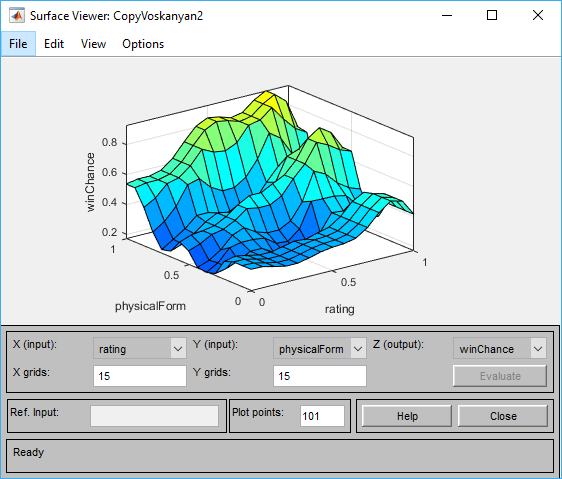 Surface Viewer: CopyVoskanyan2
File Edit View Options
winChance
0.8
0.6
0.4
0.2
1
0.5
0
physicalForm
0
0.5
1
rating
X (input): rating Y (input): physicalForm Z (output): winChance
X grids: 15 Y grids: 15 Evaluate
Ref. Input: Plot points: 101 Help Close
Ready